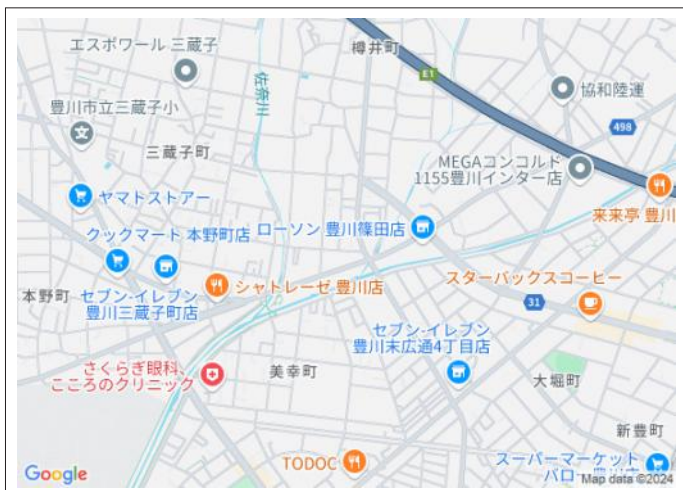 エスポワール 三蔵子
樽井町
佐奈川
E1
協和陸運
豊川市立三蔵子小
498
三蔵子町
MEGAコンコルド
1155豊川インター店
ヤマトストアー
来来亭 豊川
クックマート 本野町店
ローソン 豊川篠田店
本野町
セブン-イレブン
豊川三蔵子町店
シャトレーゼ 豊川店
スターバックスコーヒー
31
セブン-イレブン
豊川末広通4丁目店
さくらぎ眼科、
こころのクリニック
美幸町
大堀町
新豊町
TODOC
スーパーマーケット
バロー
Google
Map data ©2024